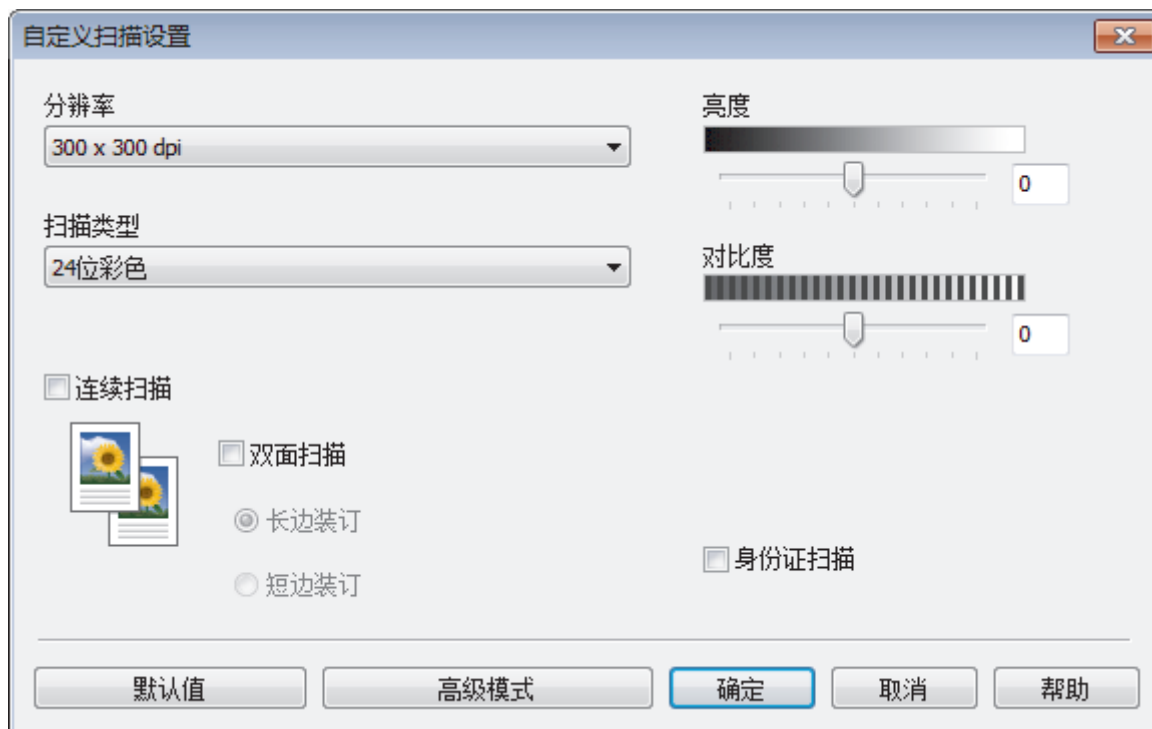 自定义扫描设置
分辨率
300 x 300 dpi
扫描类型
24位彩色
亮度
0
对比度
0
连续扫描
双面扫描
长边装订
短边装订
身份证扫描
默认值
高级模式
确定
取消
帮助